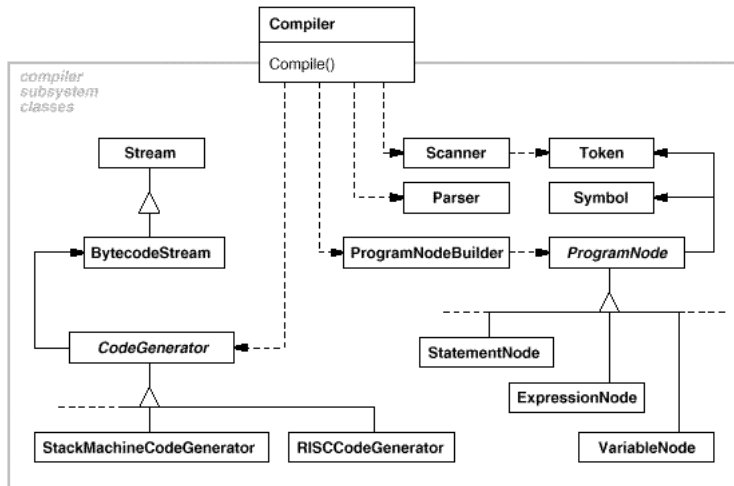 Compiler
Compile()
compiler
subsystem
classes
Stream
Scanner
Token
Parser
Symbol
BytecodeStream
ProgramNodeBuilder
ProgramNode
CodeGenerator
StatementNode
ExpressionNode
StackMachineCodeGenerator
RISCCodeGenerator
VariableNode